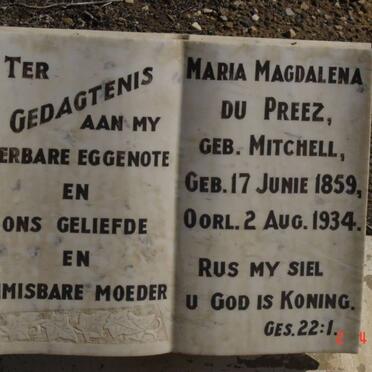 TER
GEDAGTENIS
AAN MY
ERBARE EGGENOTE
EN
ONS GELIEFDE
EN
MISBARE MOEDER
MARIA MAGDALENA
DU PREEZ,
GEB. MITCHELL,
GEB. 17 JUNIE 1859,
OORL. 2 AUG. 1934.
RUS MY SIEL
U GOD IS KONING.
GES. 22:1.